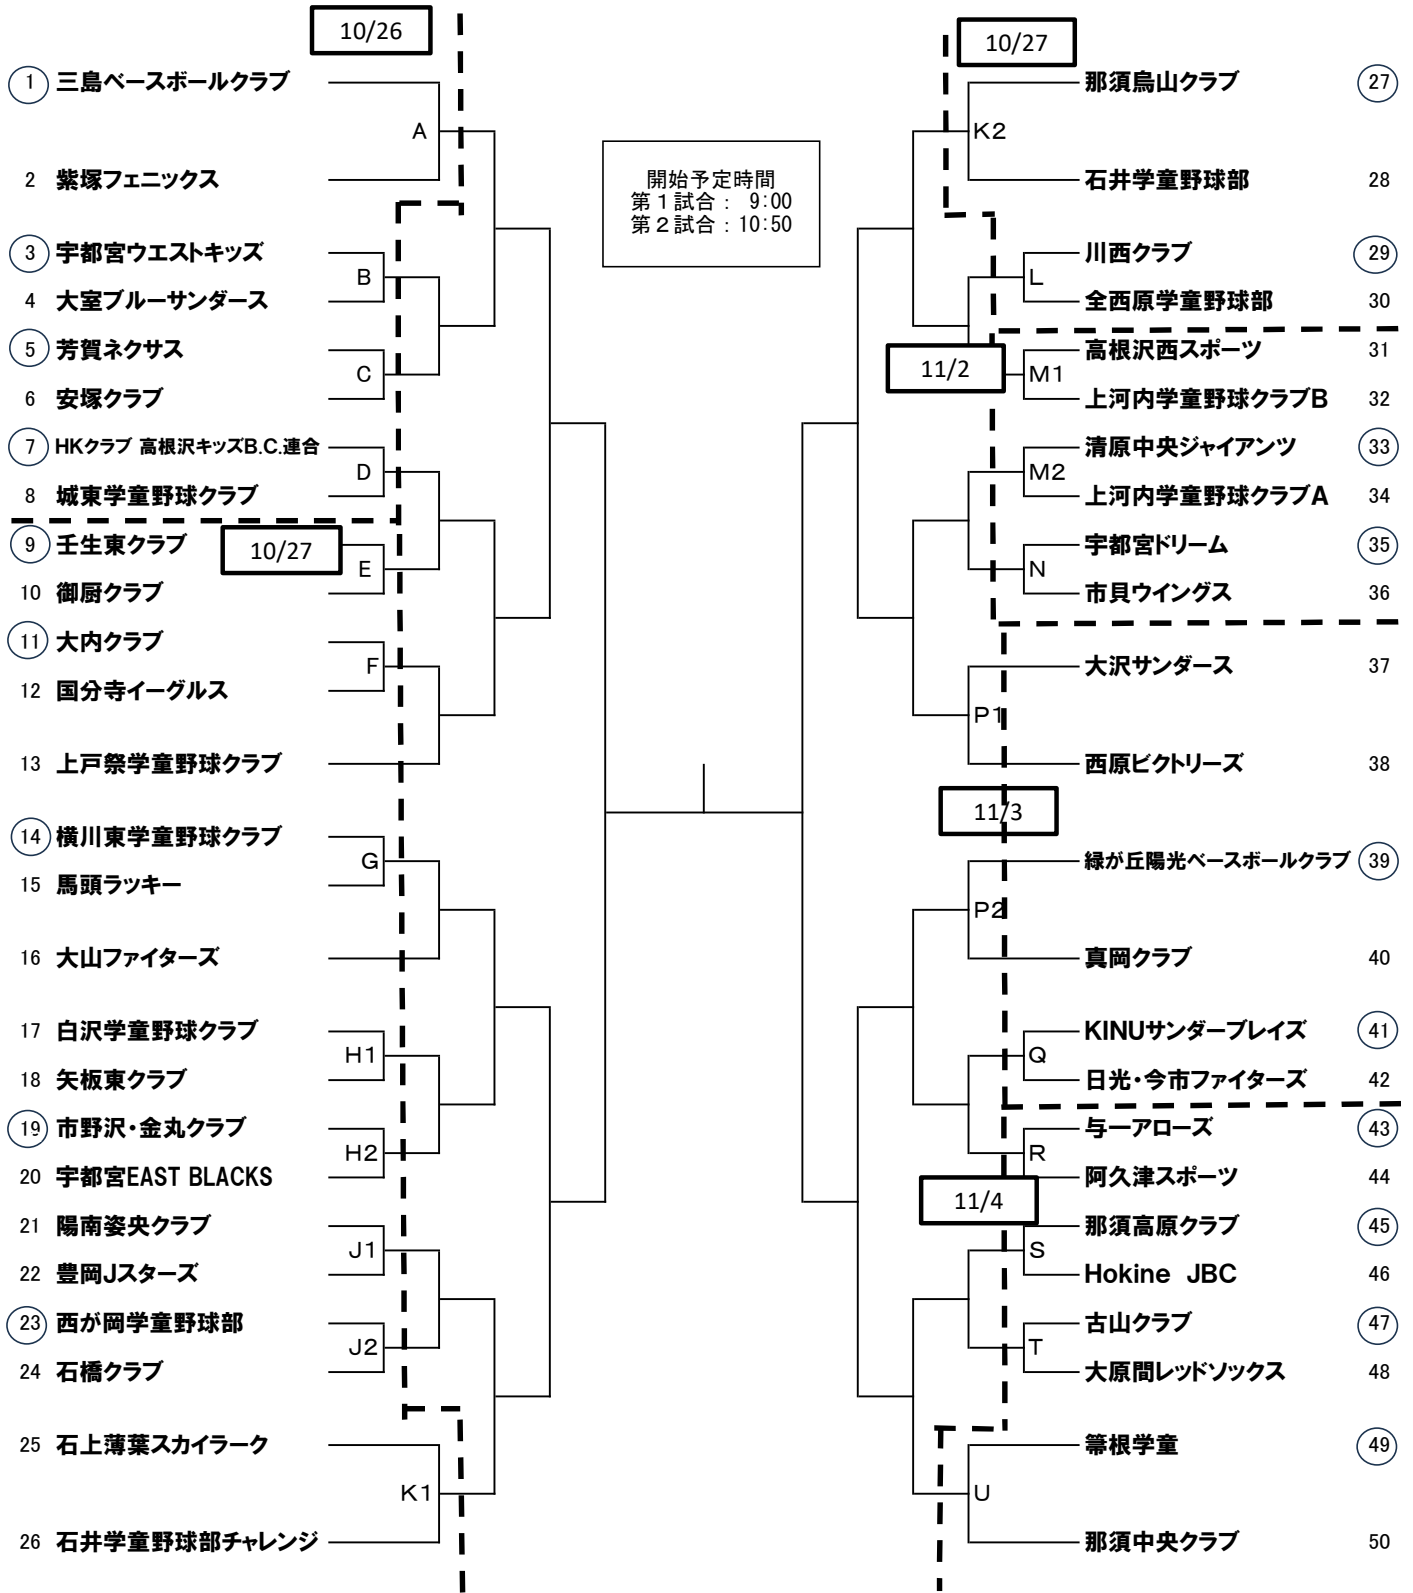 10/26
10/27
開始予定時間
第１試合： 9:00
第２試合：10:50
1 三島ベースボールクラブ
A
2 紫塚フェニックス
3 宇都宮ウエストキッズ
B
4 大室ブルーサンダース
5 芳賀ネクサス
C
6 安塚クラブ
7 HKクラブ 高根沢キッズB.C.連合
D
8 城東学童野球クラブ
9 壬生東クラブ
10/27
E
10 御厨クラブ
11 大内クラブ
F
12 国分寺イーグルス
13 上戸祭学童野球クラブ
14 横川東学童野球クラブ
G
15 馬頭ラッキー
16 大山ファイターズ
17 白沢学童野球クラブ
H1
18 矢板東クラブ
19 市野沢・金丸クラブ
H2
20 宇都宮EAST BLACKS
21 陽南姿央クラブ
J1
22 豊岡Jスターズ
23 西が岡学童野球部
J2
24 石橋クラブ
25 石上薄葉スカイラーク
K1
26 石井学童野球部チャレンジ
那須烏山クラブ 27
K2
石井学童野球部 28
川西クラブ 29
L
全西原学童野球部 30
11/2
高根沢西スポーツ 31
M1
上河内学童野球クラブB 32
清原中央ジャイアンツ 33
M2
上河内学童野球クラブA 34
宇都宮ドリーム 35
N
市貝ウイングス 36
大沢サンダース 37
P1
西原ビクトリーズ 38
11/3
緑が丘陽光ベースボールクラブ 39
P2
真岡クラブ 40
KINUサンダーブレイズ 41
Q
日光・今市ファイターズ 42
与一アローズ 43
R
阿久津スポーツ 44
11/4
那須高原クラブ 45
S
Hokine JBC 46
古山クラブ 47
T
大原間レッドソックス 48
箒根学童 49
U
那須中央クラブ 50